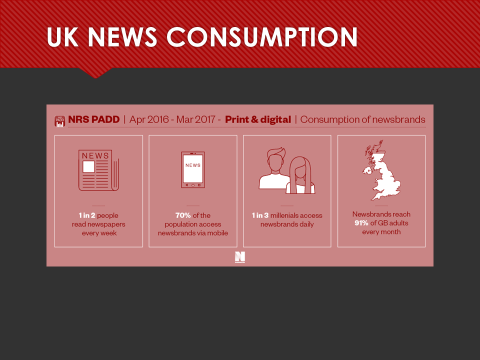 UK NEWS CONSUMPTION
NRS PADD | Apr 2016 - Mar 2017 - Print & digital | Consumption of newsbrands
NEWS
1 in 2 people
read newspapers
every week
NEWS
70% of the
population access
newsbrands via mobile
1 in 3 millenials access
newsbrands daily
Newsbrands reach
91% of GB adults
every month
N